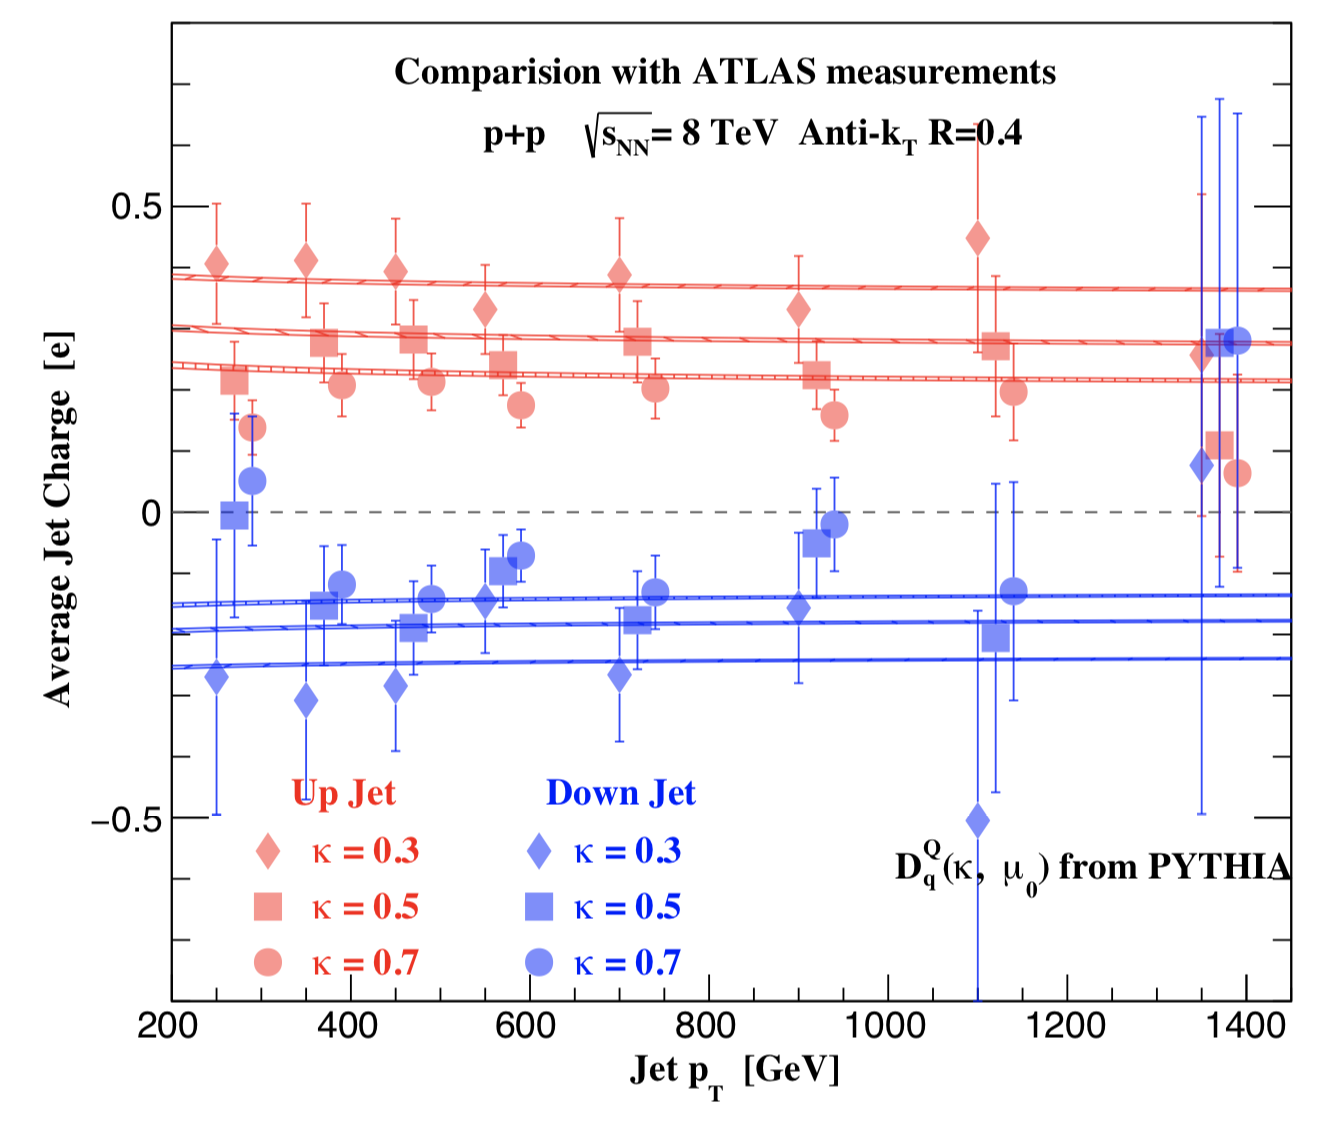 Comparision with ATLAS measurements
p+p √sNN= 8 TeV Anti-kT R=0.4
0.5
0
−0.5
Average Jet Charge [e]
Up Jet
κ = 0.3
κ = 0.5
κ = 0.7
Down Jet
κ = 0.3
κ = 0.5
κ = 0.7
DqQ(κ, μ0) from PYTHIA
200 400 600 800 1000 1200 1400
Jet pT [GeV]